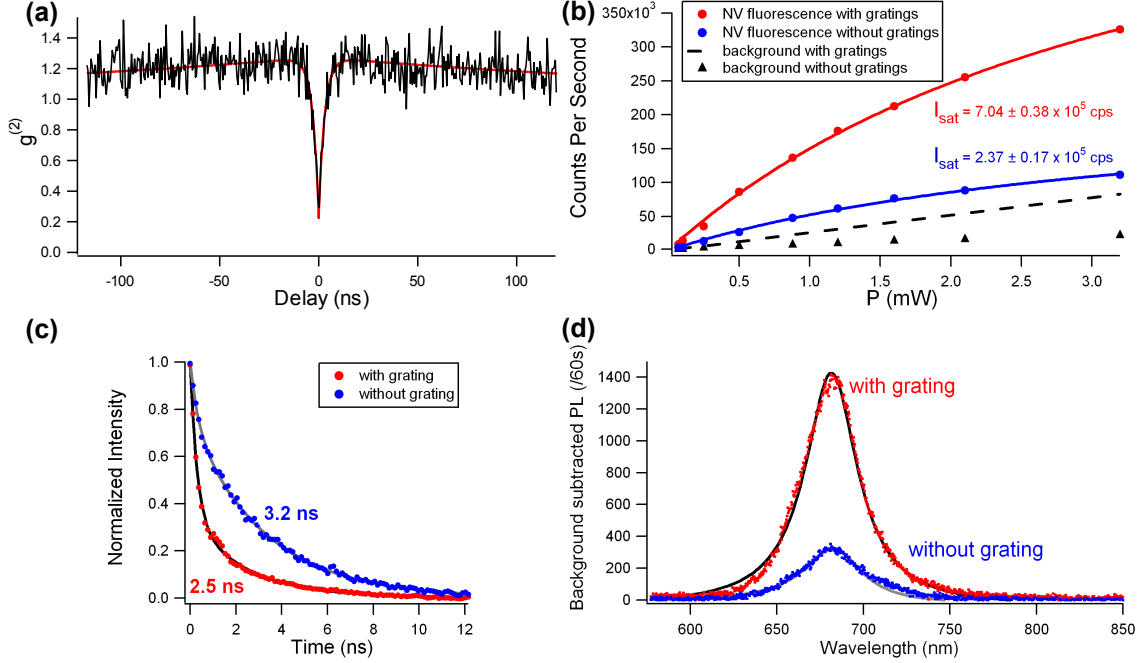 (a)
1.4
1.2
1.0
0.8
0.6
0.4
0.2
0.0
g(2)
-100
-50
0
50
100
Delay (ns)
(b)
350x10³
300
250
200
150
100
50
0
Counts Per Second
NV fluorescence with gratings
NV fluorescence without gratings
background with gratings
background without gratings
Isat = 7.04 ± 0.38 x 10⁵ cps
Isat = 2.37 ± 0.17 x 10⁵ cps
0.5
1.0
1.5
2.0
2.5
3.0
P (mW)
(c)
1.0
0.8
0.6
0.4
0.2
0.0
Normalized Intensity
with grating
without grating
3.2 ns
2.5 ns
0
2
4
6
8
10
12
Time (ns)
(d)
1400
1200
1000
800
600
400
200
0
Background subtracted PL (/60s)
with grating
without grating
600
650
700
750
800
850
Wavelength (nm)